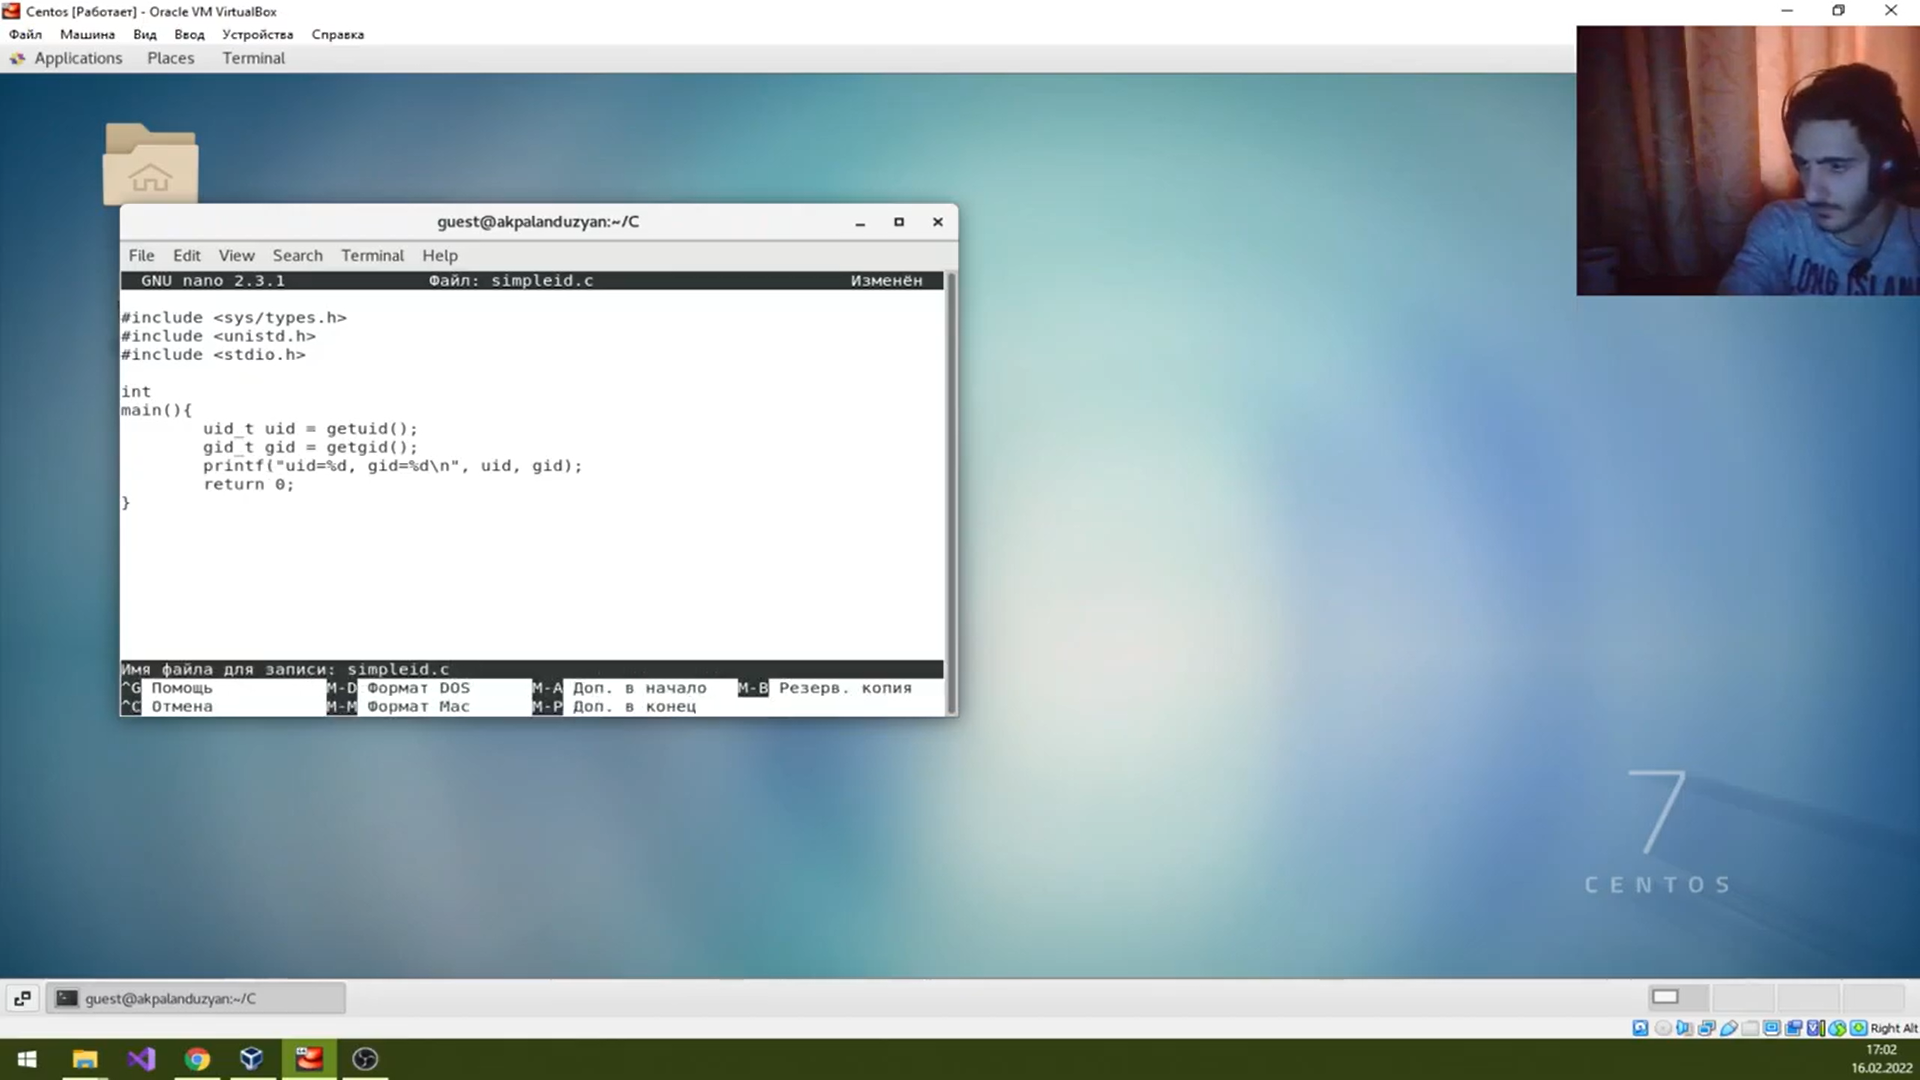 Centos [Работает] - Oracle VM VirtualBox
Файл Машина Вид Ввод Устройства Справка
Applications Places Terminal
guest@akpalanduzyan:~/C
File Edit View Search Terminal Help
GNU nano 2.3.1 Файл: simpleid.c Изменён
#include <sys/types.h>
#include <unistd.h>
#include <stdio.h>
int
main(){
uid_t uid = getuid();
gid_t gid = getgid();
printf("uid=%d, gid=%d\n", uid, gid);
return 0;
}
Имя файла для записи: simpleid.c
^G Помощь M-D Формат DOS M-A Доп. в начало M-B Резерв. копия
^C Отмена M-M Формат Mac M-P Доп. в конец
LONG ISLAN
7
CENTOS
guest@akpalanduzyan:~/C
Right Alt
17:02
16.02.2022